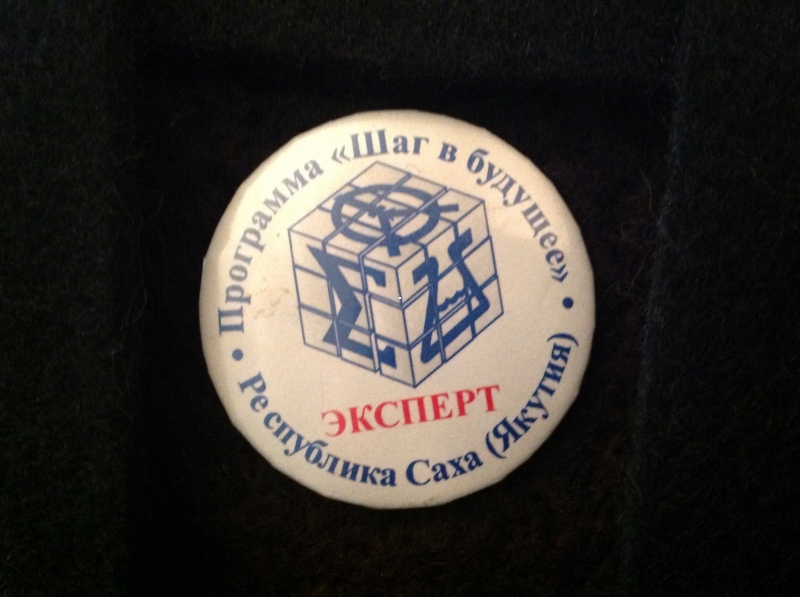 Программа «Шаг в будущее»
ЭКСПЕРТ
• Республика Саха (Якутия) •